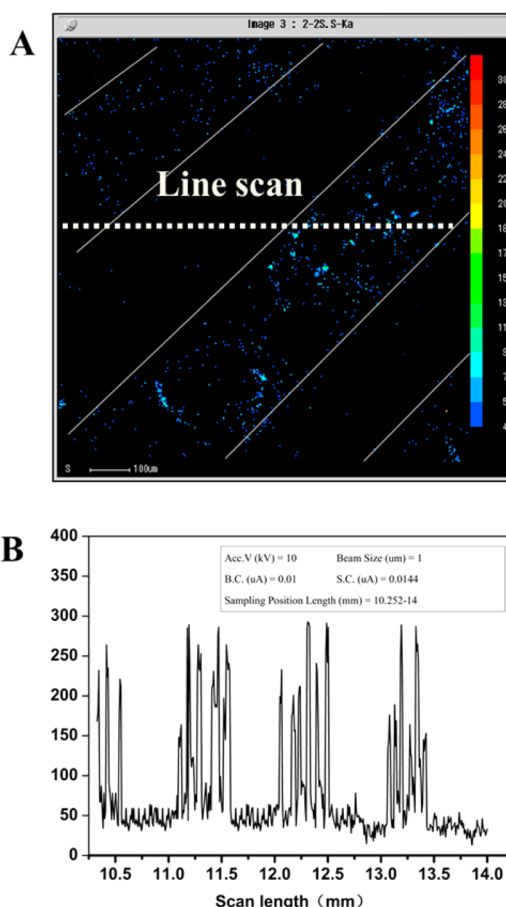 A
Image 3 : 2-2S.S-Ka
Line scan
S 100um
B
400
350
300
250
200
150
100
50
0
Acc.V (kV) = 10 Beam Size (um) = 1
B.C. (uA) = 0.01 S.C. (uA) = 0.0144
Sampling Position Length (mm) = 10.252-14
10.5 11.0 11.5 12.0 12.5 13.0 13.5 14.0
Scan length（mm）